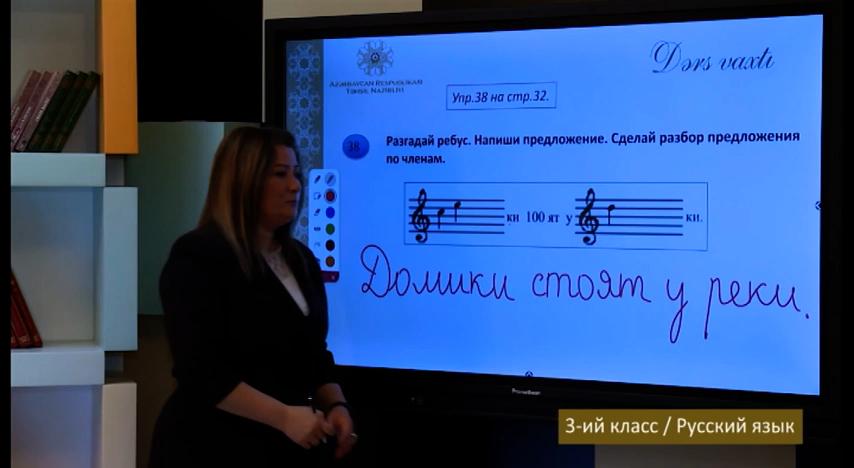 Dərs vaxtı
AZƏRBAYCAN RESPUBLİKASI
TƏHSİL NAZİRLİYİ
Упр.38 на стр.32.
38
Разгадай ребус. Напиши предложение. Сделай разбор предложения
по членам.
ки 100 ят у ки.
Домики стоят у реки.
Promethean
3-ий класс / Русский язык